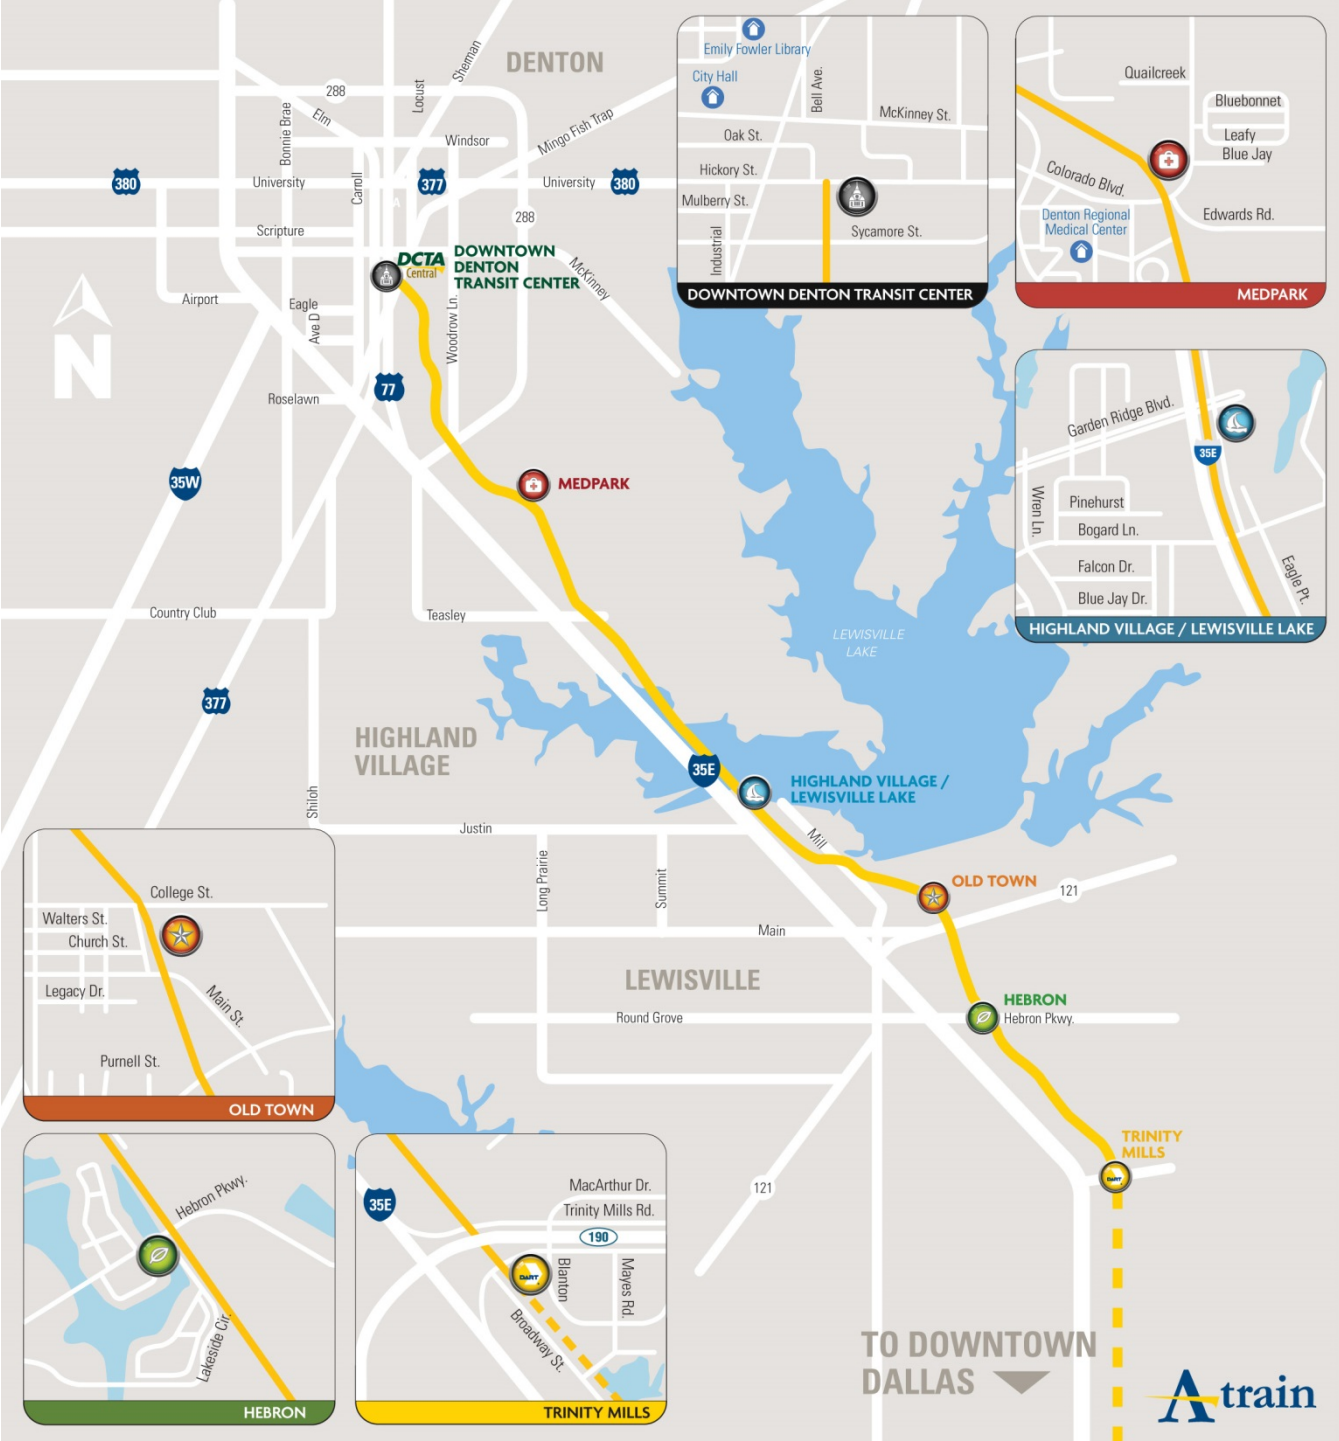 DENTON
288
Elm
Bonnie Brae
Locust
Sherman
Windsor
Mingo Fish Trap
380
University
Carroll
377
University
380
Scripture
288
DCTA
Central
DOWNTOWN
DENTON
TRANSIT CENTER
McKinney
Airport
Eagle
Ave.D
Woodrow Ln.
N
77
Roselawn
35W
MEDPARK
Country Club
Teasley
LEWISVILLE
LAKE
377
HIGHLAND
VILLAGE
35E
HIGHLAND VILLAGE /
LEWISVILLE LAKE
Shiloh
Justin
Mill
Long Prairie
Summit
OLD TOWN
121
Main
LEWISVILLE
HEBRON
Hebron Pkwy.
Round Grove
TRINITY
MILLS
DART
121
TO DOWNTOWN
DALLAS
A-train
Emily Fowler Library
City Hall
Bell Ave.
McKinney St.
Oak St.
Hickory St.
Mulberry St.
Industrial
Sycamore St.
DOWNTOWN DENTON TRANSIT CENTER
Quailcreek
Bluebonnet
Leafy
Blue Jay
Colorado Blvd.
Denton Regional
Medical Center
Edwards Rd.
MEDPARK
Garden Ridge Blvd.
35E
Wren Ln.
Pinehurst
Bogard Ln.
Falcon Dr.
Eagle Pt.
Blue Jay Dr.
HIGHLAND VILLAGE / LEWISVILLE LAKE
College St.
Walters St.
Church St.
Legacy Dr.
Main St.
Purnell St.
OLD TOWN
Hebron Pkwy.
Lakeside Cir.
HEBRON
35E
MacArthur Dr.
Trinity Mills Rd.
190
DART
Blanton
Mayes Rd.
Broadway St.
TRINITY MILLS